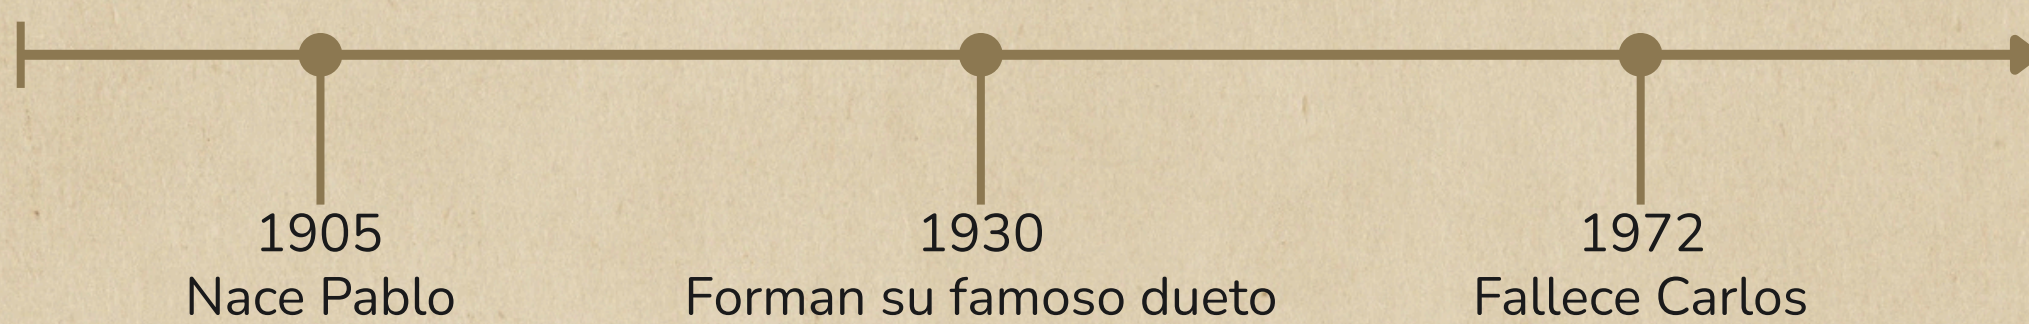 1905
Nace Pablo
1930
Forman su famoso dueto
1972
Fallece Carlos